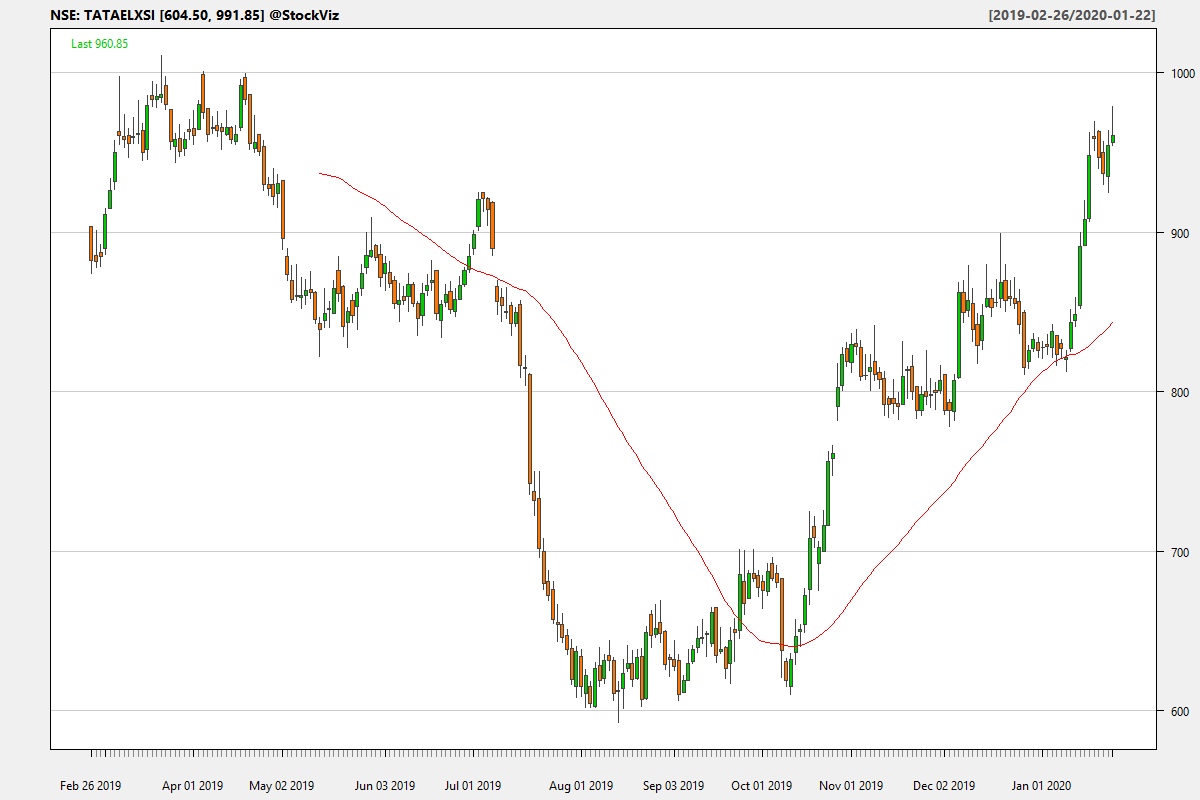 NSE: TATAELXSI [604.50, 991.85] @StockViz
[2019-02-26/2020-01-22]
Last 960.85
1000
900
800
700
600
Feb 26 2019
Apr 01 2019
May 02 2019
Jun 03 2019
Jul 01 2019
Aug 01 2019
Sep 03 2019
Oct 01 2019
Nov 01 2019
Dec 02 2019
Jan 01 2020